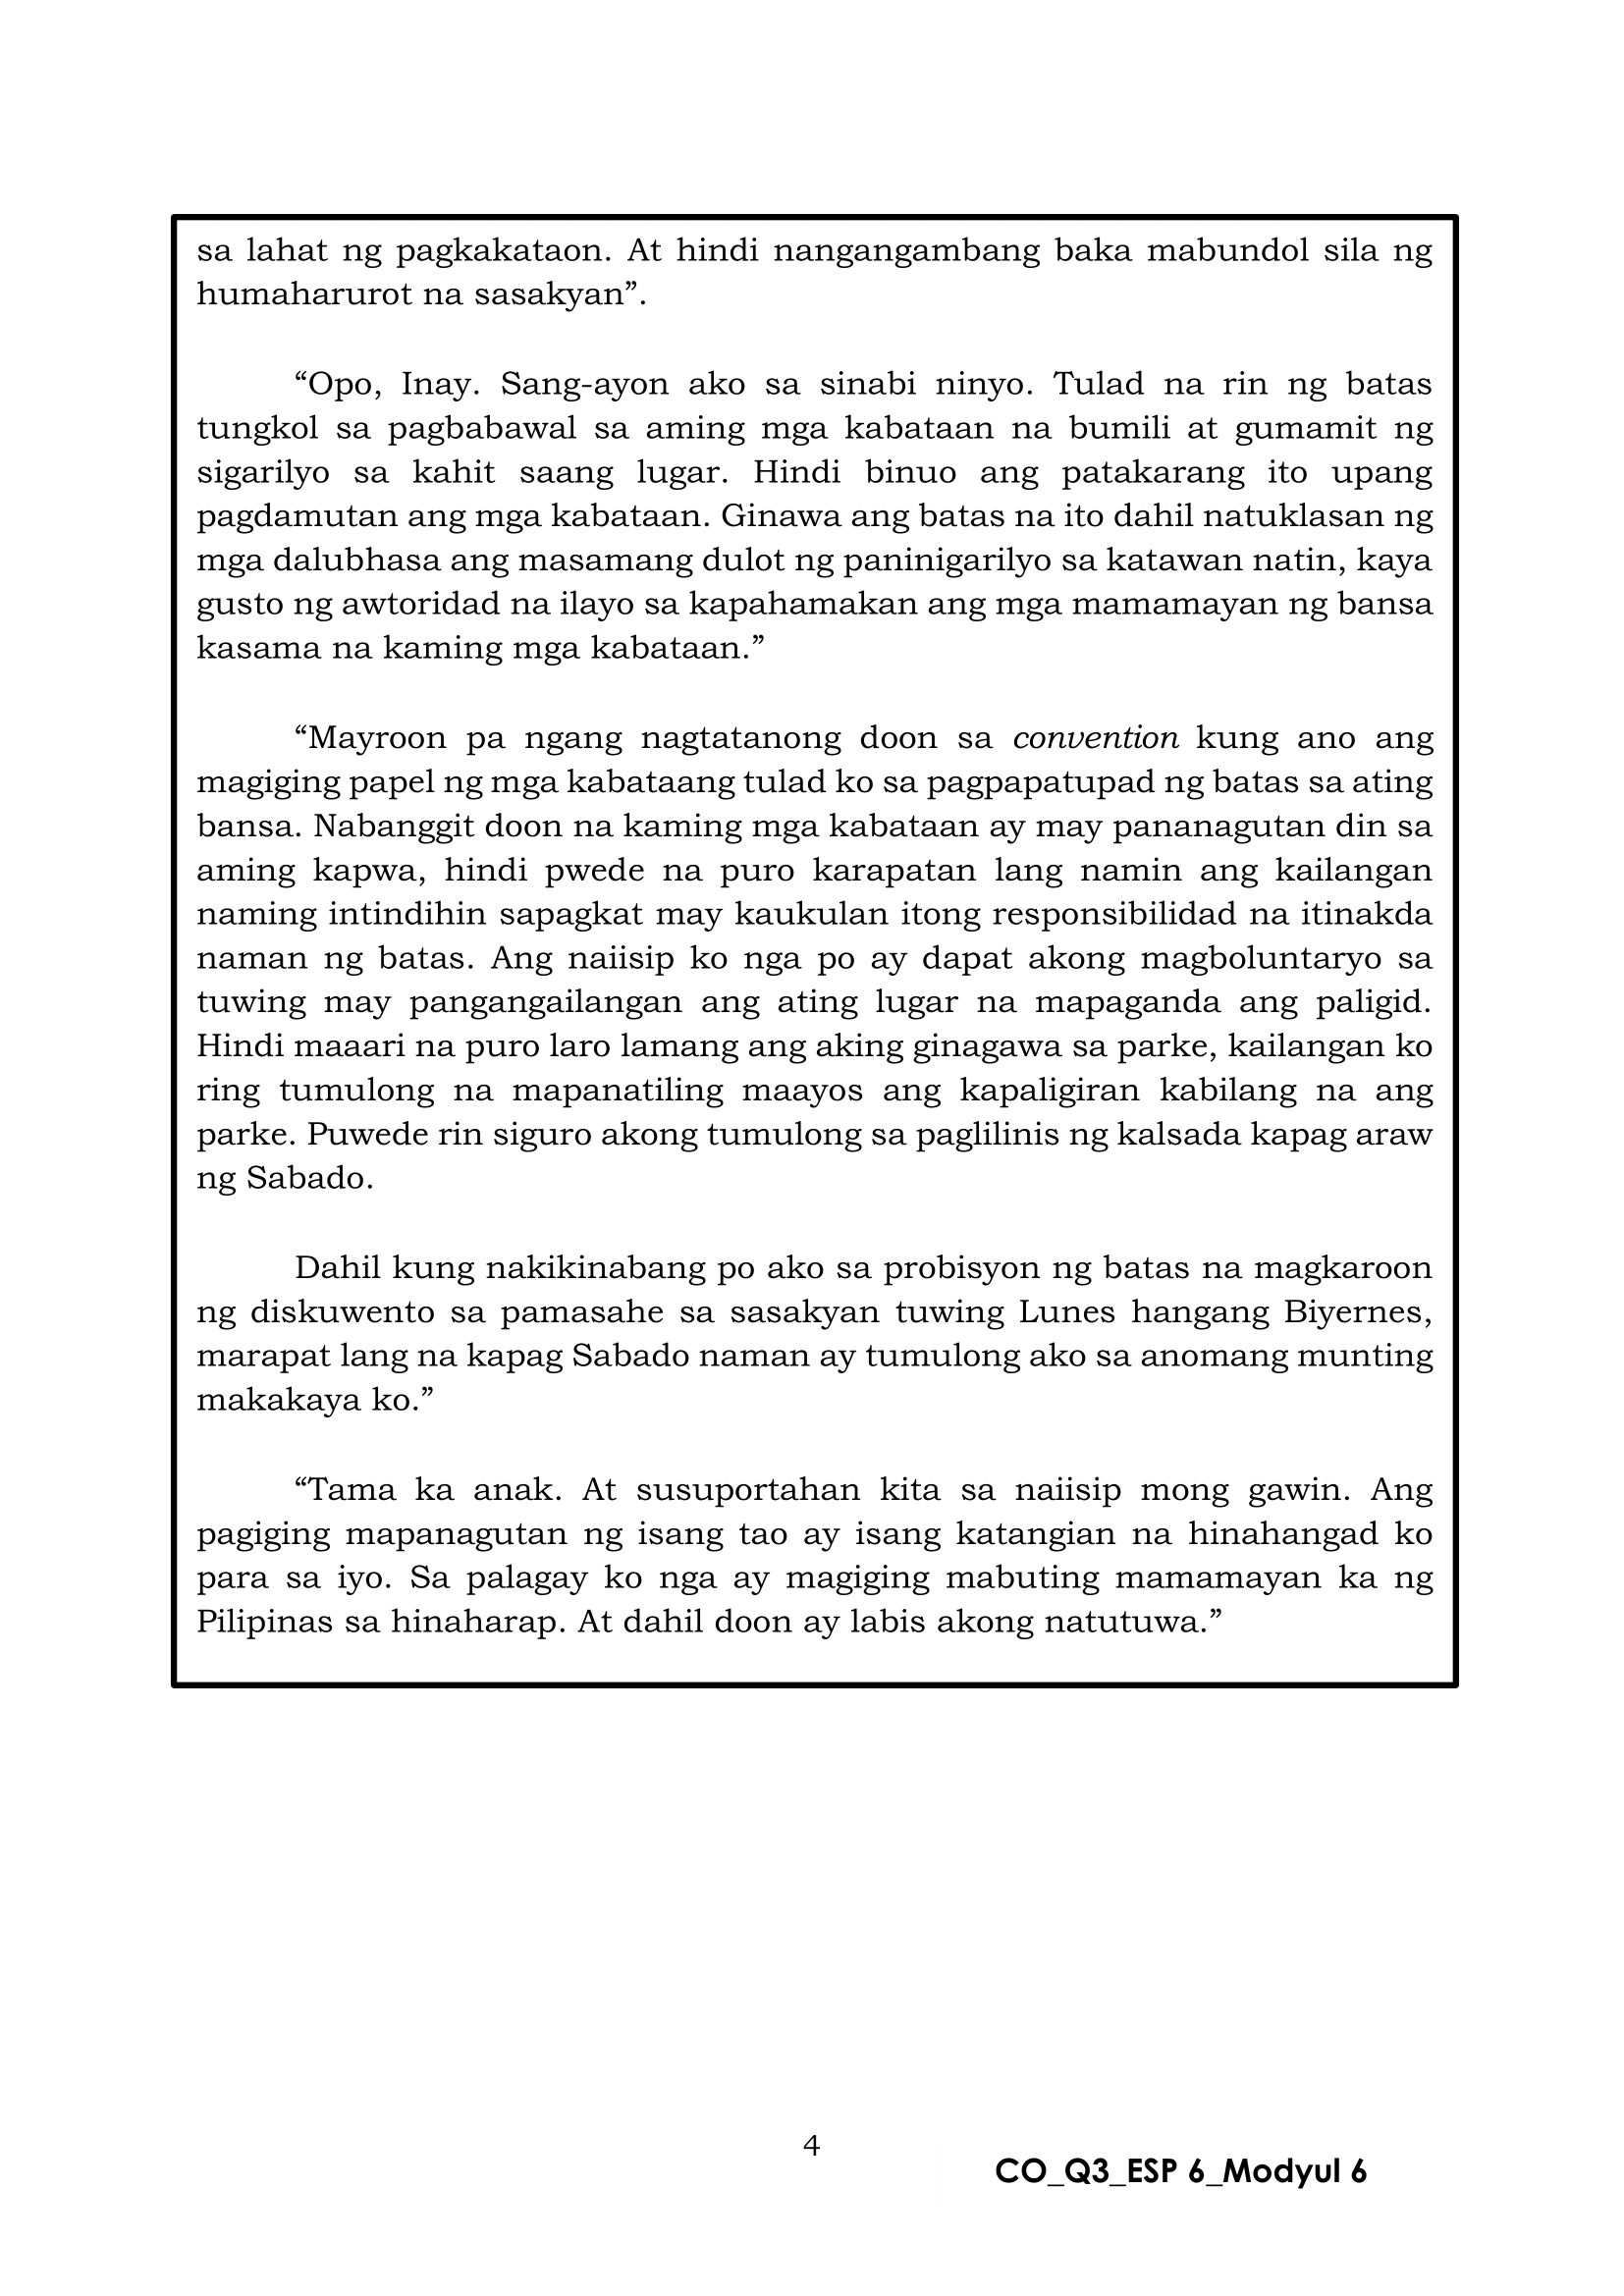 sa lahat ng pagkakataon. At hindi nangangambang baka mabundol sila ng
humaharurot na sasakyan”.
“Opo, Inay. Sang-ayon ako sa sinabi ninyo. Tulad na rin ng batas
tungkol sa pagbabawal sa aming mga kabataan na bumili at gumamit ng
sigarilyo sa kahit saang lugar. Hindi binuo ang patakarang ito upang
pagdamutan ang mga kabataan. Ginawa ang batas na ito dahil natuklasan ng
mga dalubhasa ang masamang dulot ng paninigarilyo sa katawan natin, kaya
gusto ng awtoridad na ilayo sa kapahamakan ang mga mamamayan ng bansa
kasama na kaming mga kabataan.”
“Mayroon pa ngang nagtatanong doon sa convention kung ano ang
magiging papel ng mga kabataang tulad ko sa pagpapatupad ng batas sa ating
bansa. Nabanggit doon na kaming mga kabataan ay may pananagutan din sa
aming kapwa, hindi pwede na puro karapatan lang namin ang kailangan
naming intindihin sapagkat may kaukulan itong responsibilidad na itinakda
naman ng batas. Ang naiisip ko nga po ay dapat akong magboluntaryo sa
tuwing may pangangailangan ang ating lugar na mapaganda ang paligid.
Hindi maaari na puro laro lamang ang aking ginagawa sa parke, kailangan ko
ring tumulong na mapanatiling maayos ang kapaligiran kabilang na ang
parke. Puwede rin siguro akong tumulong sa paglilinis ng kalsada kapag araw
ng Sabado.
Dahil kung nakikinabang po ako sa probisyon ng batas na magkaroon
ng diskuwento sa pamasahe sa sasakyan tuwing Lunes hangang Biyernes,
marapat lang na kapag Sabado naman ay tumulong ako sa anomang munting
makakaya ko.”
“Tama ka anak. At susuportahan kita sa naiisip mong gawin. Ang
pagiging mapanagutan ng isang tao ay isang katangian na hinahangad ko
para sa iyo. Sa palagay ko nga ay magiging mabuting mamamayan ka ng
Pilipinas sa hinaharap. At dahil doon ay labis akong natutuwa.”
4
CO_Q3_ESP 6_Modyul 6